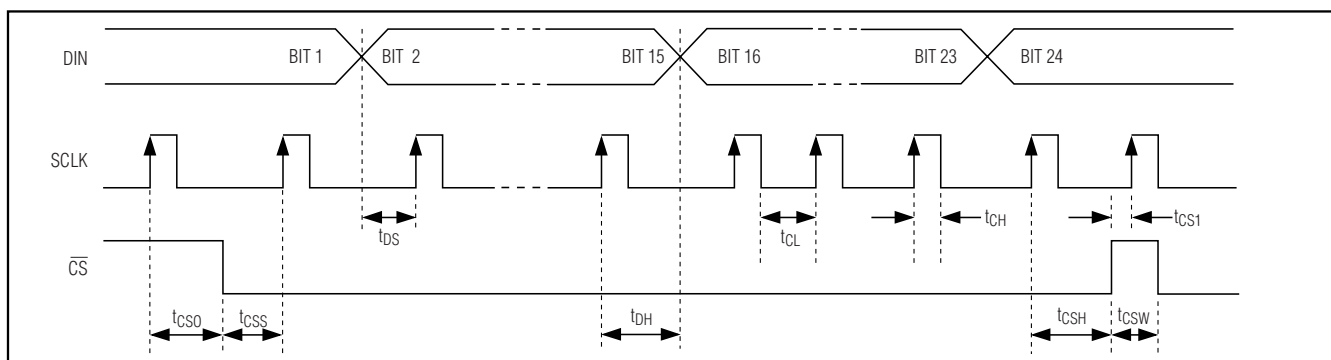 DIN BIT 1 BIT 2 BIT 15 BIT 16 BIT 23 BIT 24
SCLK
tDS tCL tCH tCS1
CS
tCS0 tCSS tDH tCSH tCSW